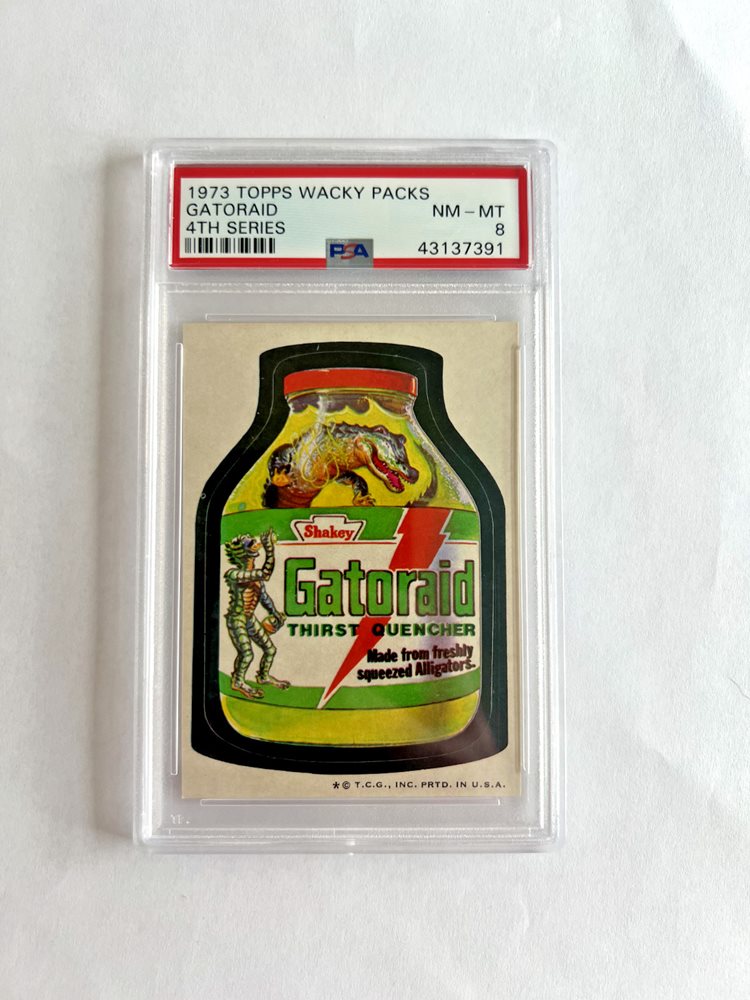 1973 TOPPS WACKY PACKS
GATORAID NM – MT
4TH SERIES 8
PSA 43137391
Shakey
Gatoraid
THIRST QUENCHER
Made from freshly
squeezed Alligators.
*© T.C.G., INC. PRTD. IN U.S.A.